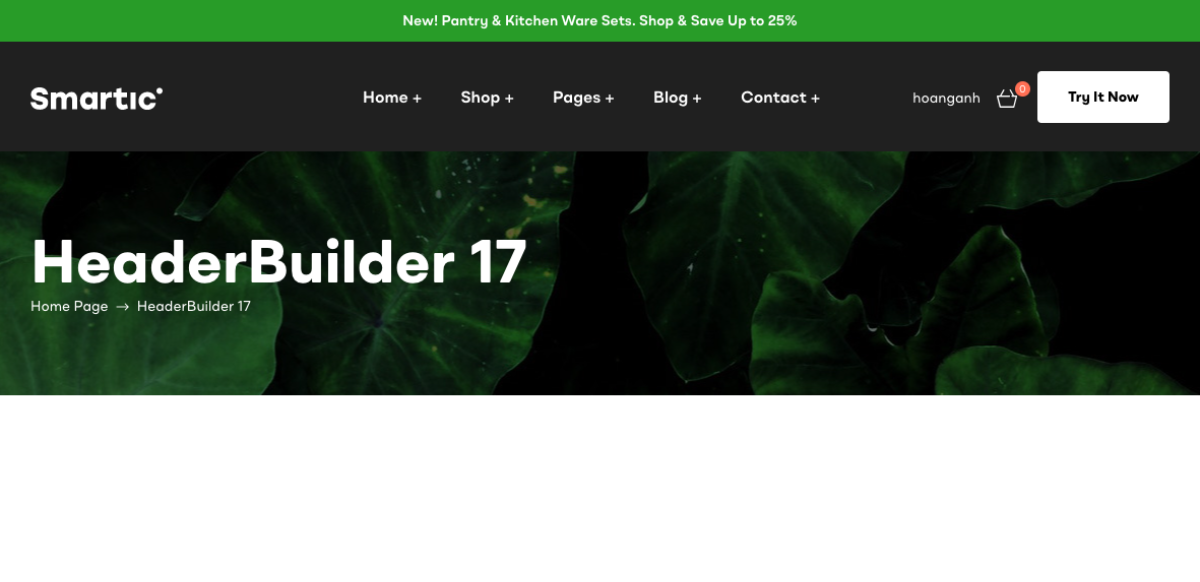 New! Pantry & Kitchen Ware Sets. Shop & Save Up to 25%
Smartic
Home + Shop + Pages + Blog + Contact + hoanganh 0 Try It Now
HeaderBuilder 17
Home Page → HeaderBuilder 17